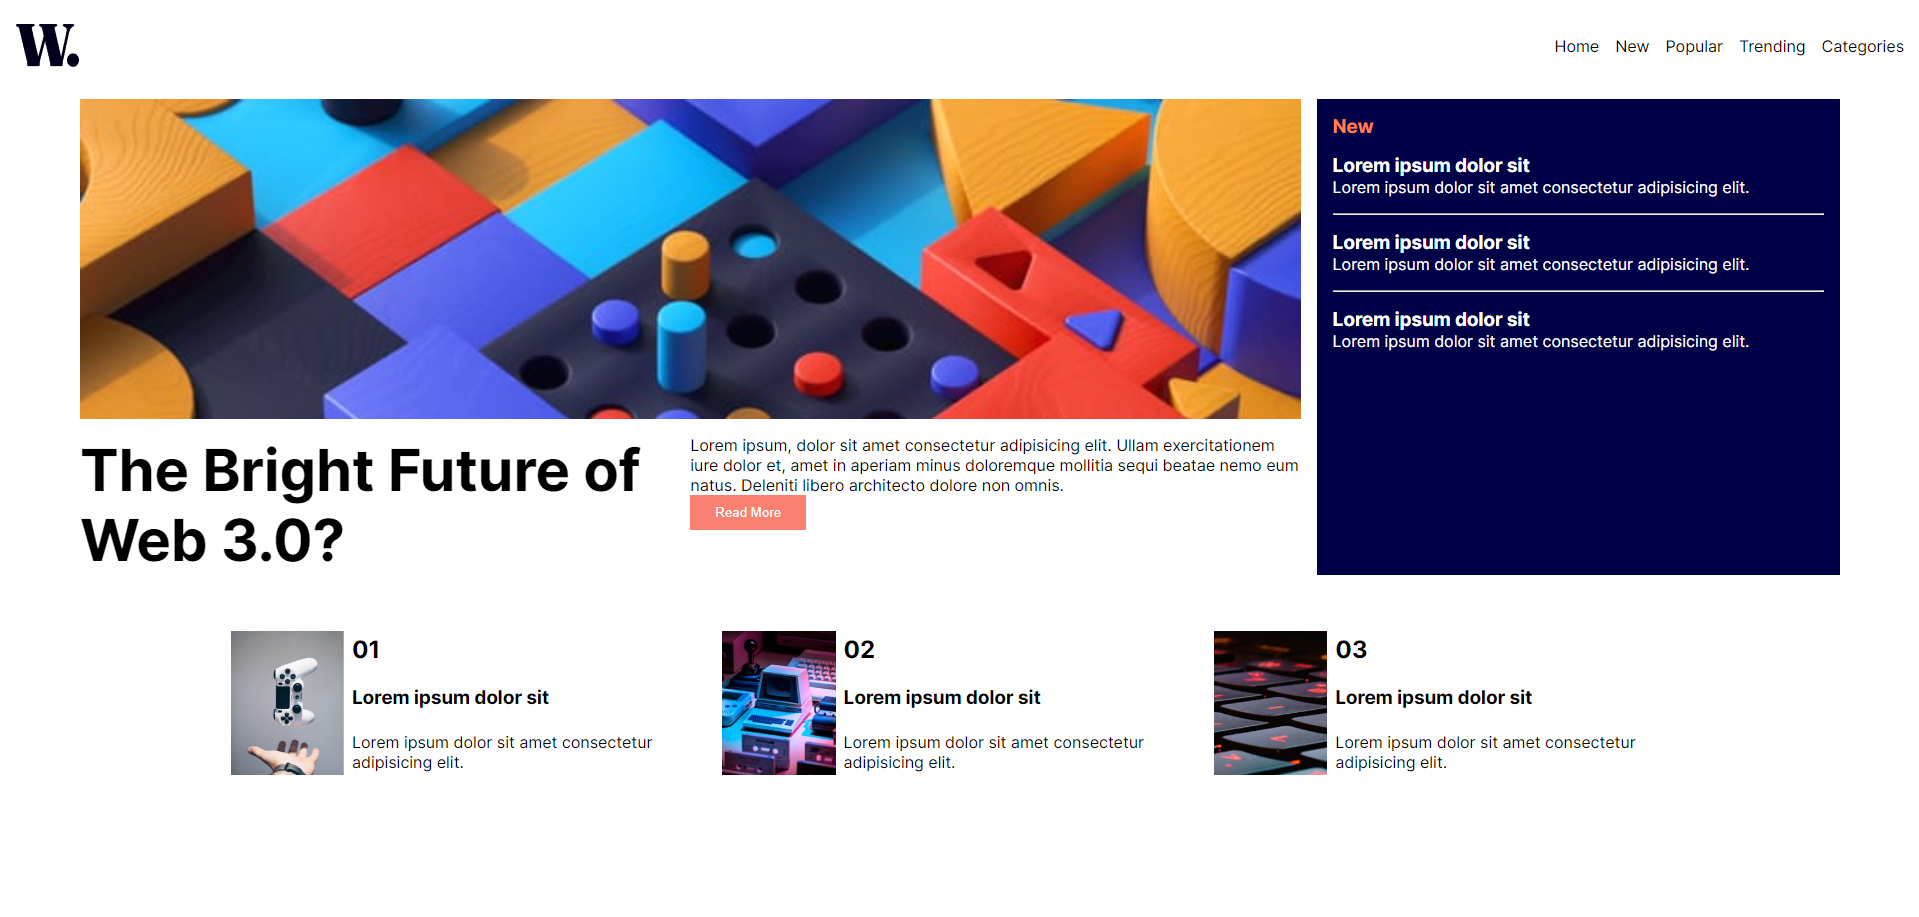 W.
Home New Popular Trending Categories
New
Lorem ipsum dolor sit
Lorem ipsum dolor sit amet consectetur adipisicing elit.
Lorem ipsum dolor sit
Lorem ipsum dolor sit amet consectetur adipisicing elit.
Lorem ipsum dolor sit
Lorem ipsum dolor sit amet consectetur adipisicing elit.
The Bright Future of
Web 3.0?
Lorem ipsum, dolor sit amet consectetur adipisicing elit. Ullam exercitationem
iure dolor et, amet in aperiam minus doloremque mollitia sequi beatae nemo eum
natus. Deleniti libero architecto dolore non omnis.
Read More
01
Lorem ipsum dolor sit
Lorem ipsum dolor sit amet consectetur
adipisicing elit.
02
Lorem ipsum dolor sit
Lorem ipsum dolor sit amet consectetur
adipisicing elit.
03
Lorem ipsum dolor sit
Lorem ipsum dolor sit amet consectetur
adipisicing elit.